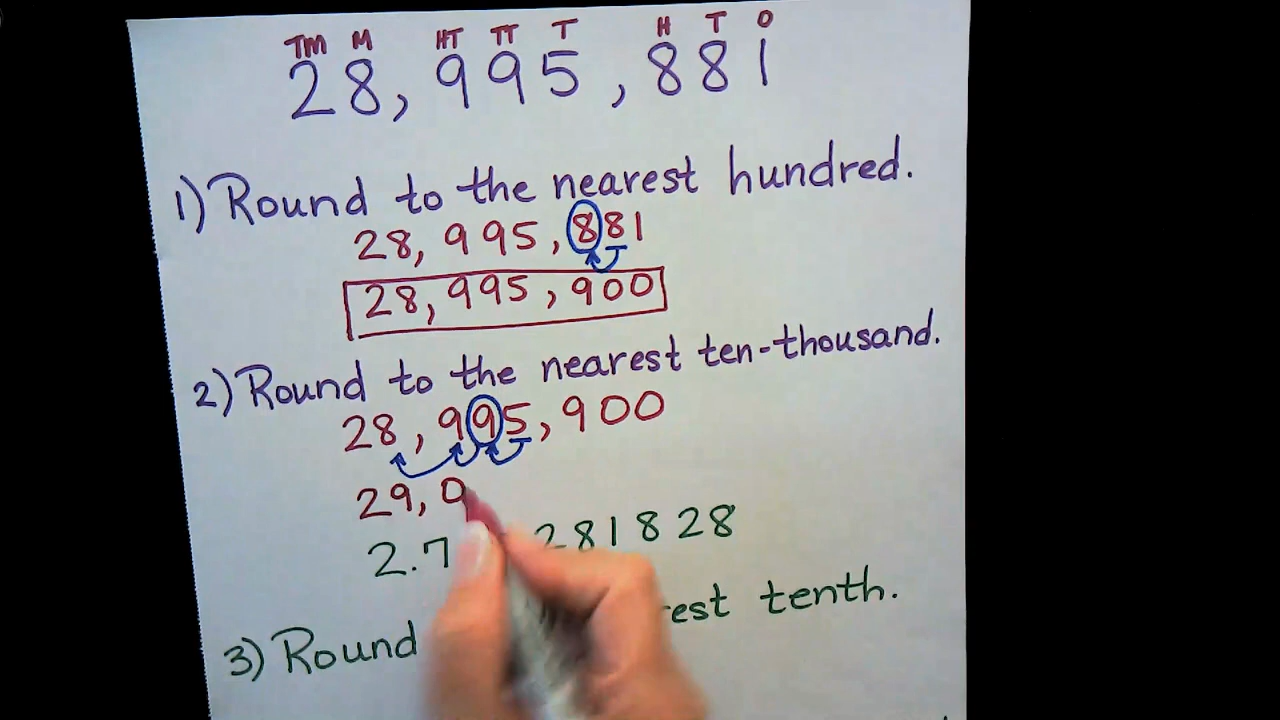 TM M HT TT T H T O
28,995,881
1) Round to the nearest hundred.
28,995,881
28,995,900
2) Round to the nearest ten-thousand.
28,995,900
29,0
2.7 281828
3) Round tenth.